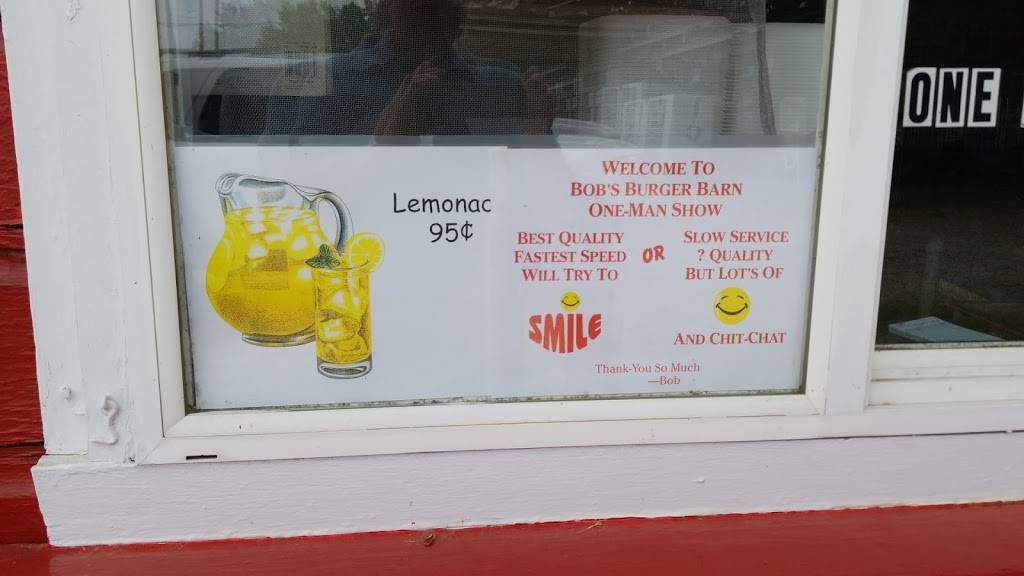 Lemonac
95¢
WELCOME TO
BOB'S BURGER BARN
ONE-MAN SHOW
BEST QUALITY
FASTEST SPEED
WILL TRY TO
SMILE
OR
SLOW SERVICE
? QUALITY
BUT LOT'S OF
AND CHIT-CHAT
Thank-You So Much
—Bob
ONE